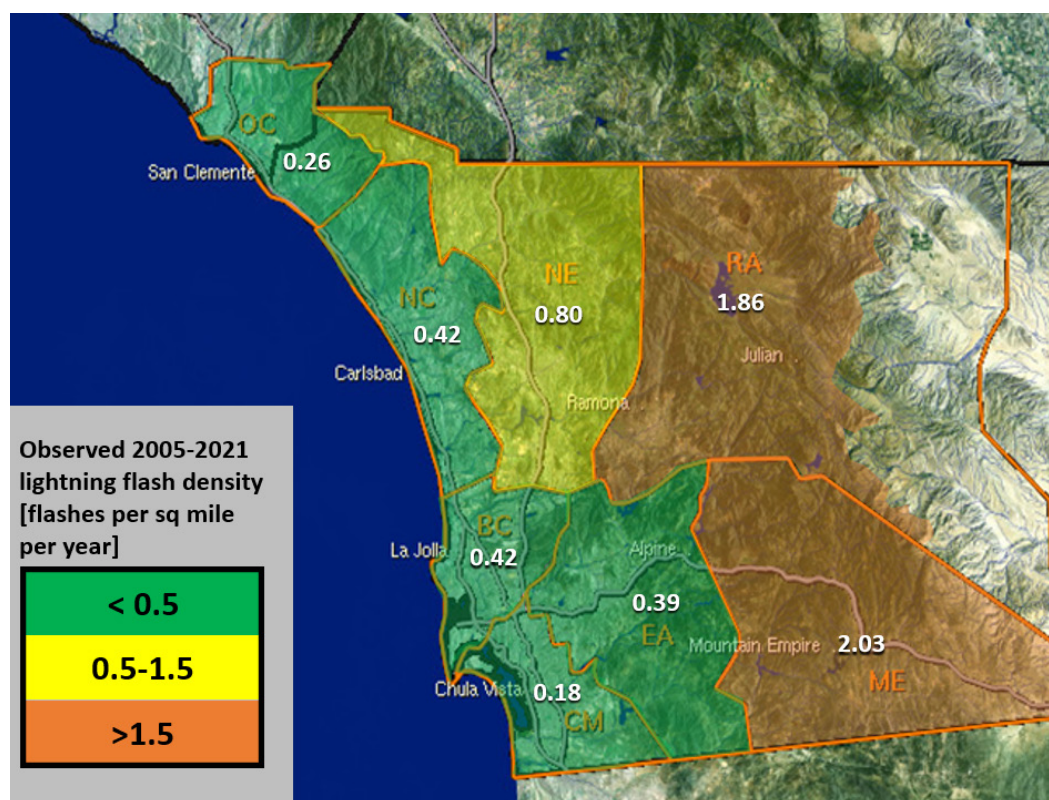 OC
0.26
San Clemente
NE
RA
NC
0.80
1.86
0.42
Julian
Carlsbad
Ramona
Observed 2005-2021
lightning flash density
[flashes per sq mile
per year]
< 0.5
0.5-1.5
>1.5
BC
La Jolla
0.42
Alpine
0.39
EA
Mountain Empire
2.03
ME
Chula Vista
0.18
CM